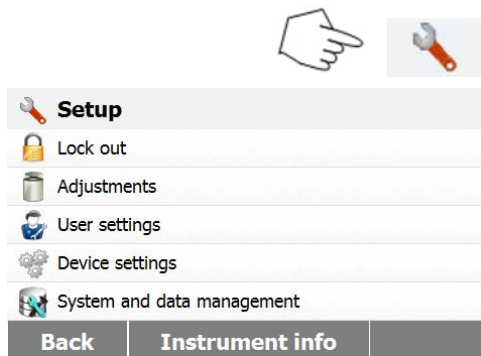 Setup
Lock out
Adjustments
User settings
Device settings
System and data management
Back Instrument info